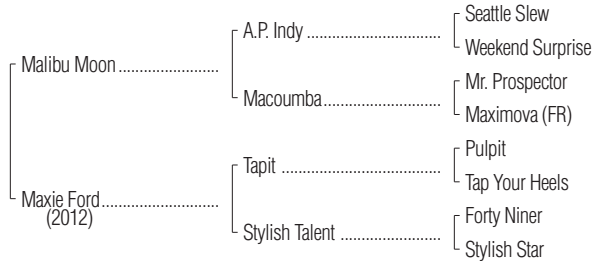 Seattle Slew
A.P. Indy
Weekend Surprise
Malibu Moon
Mr. Prospector
Macoumba
Maximova (FR)
Pulpit
Tapit
Tap Your Heels
Maxie Ford
(2012)
Forty Niner
Stylish Talent
Stylish Star